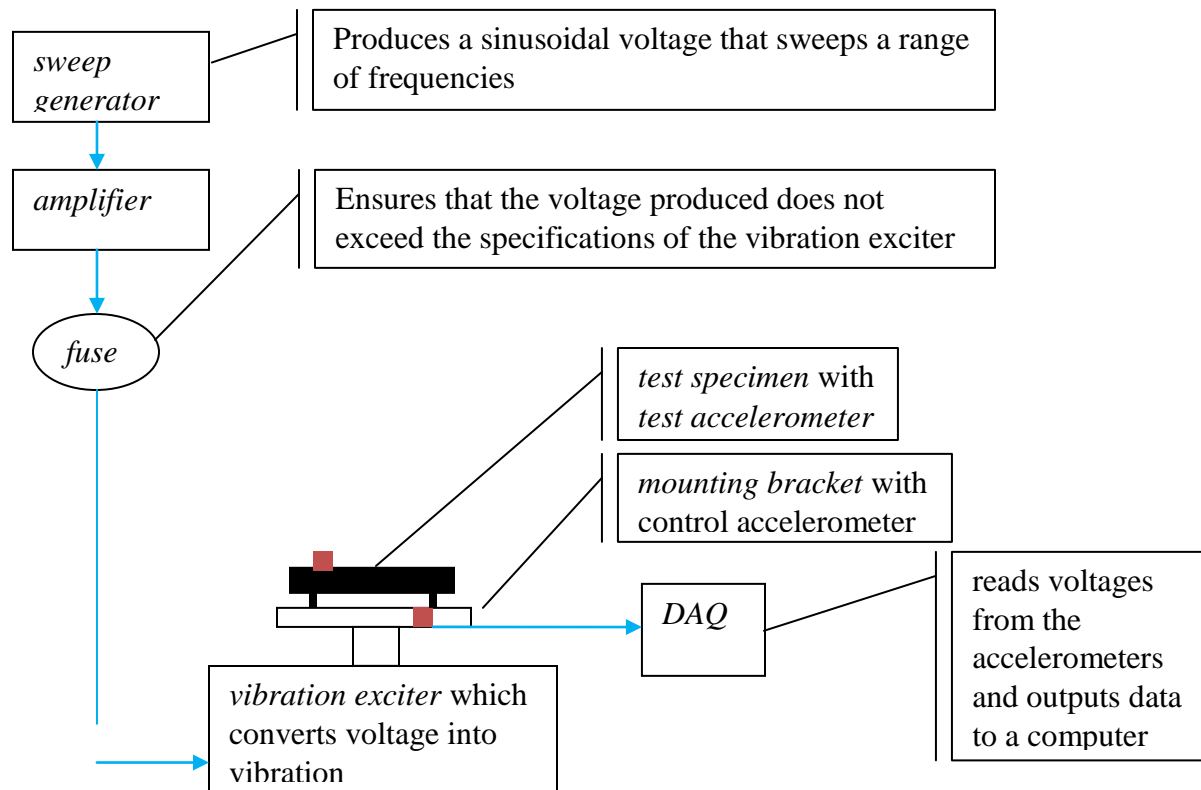 sweep
generator
Produces a sinusoidal voltage that sweeps a range
of frequencies
amplifier
Ensures that the voltage produced does not
exceed the specifications of the vibration exciter
fuse
test specimen with
test accelerometer
mounting bracket with
control accelerometer
DAQ
reads voltages
from the
accelerometers
and outputs data
to a computer
vibration exciter which
converts voltage into
vibration